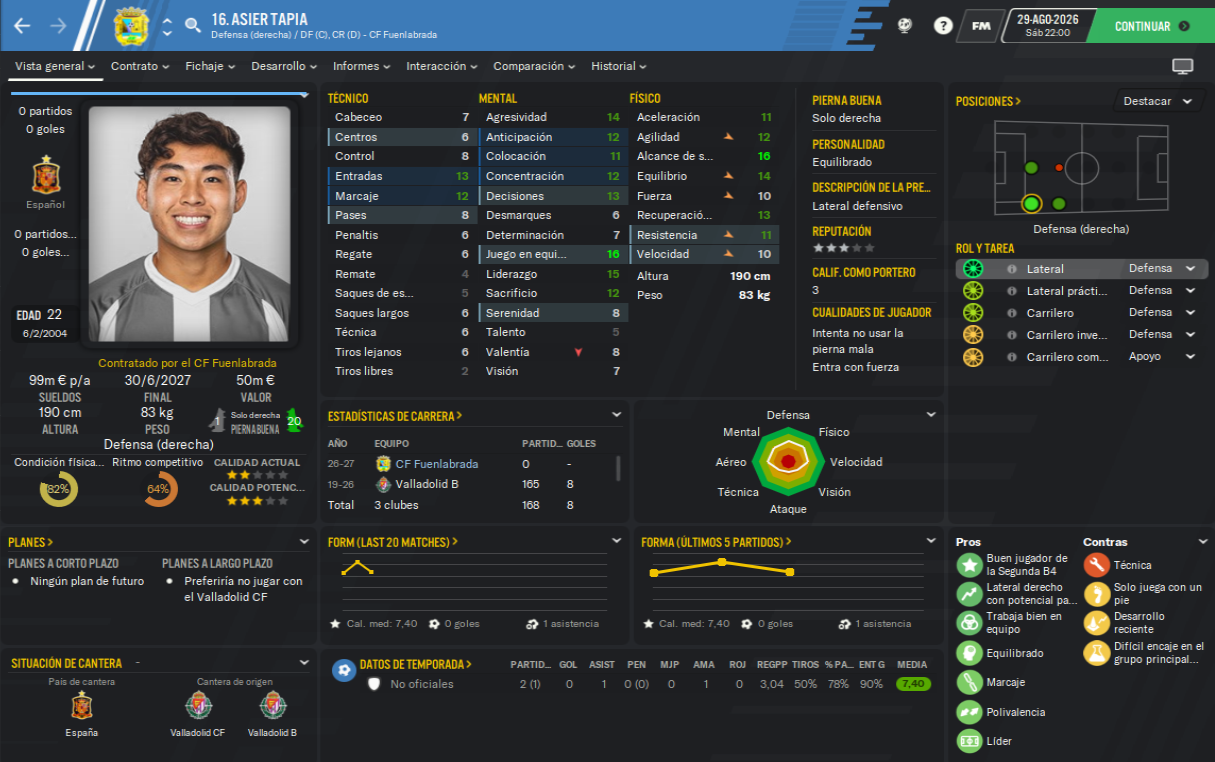 16. ASIER TAPIA
Defensa (derecha) / DF (C), CR (D) - CF Fuenlabrada
?
FM
29-AGO-2026
Sáb 22:00
CONTINUAR
Vista general
Contrato
Fichaje
Desarrollo
Informes
Interacción
Comparación
Historial
0 partidos
0 goles
Español
0 partidos...
0 goles...
EDAD 22
6/2/2004
Contratado por el CF Fuenlabrada
99m € p/a
SUELDOS
30/6/2027
FINAL
50m €
VALOR
190 cm
ALTURA
83 kg
PESO
1
Solo derecha
PIERNA BUENA
20
Defensa (derecha)
Condición física...
82%
Ritmo competitivo
64%
CALIDAD ACTUAL
CALIDAD POTENC...
TÉCNICO
Cabeceo 7
Centros 6
Control 8
Entradas 13
Marcaje 12
Pases 8
Penaltis 6
Regate 6
Remate 4
Saques de es... 5
Saques largos 6
Técnica 6
Tiros lejanos 6
Tiros libres 2
MENTAL
Agresividad 14
Anticipación 12
Colocación 11
Concentración 12
Decisiones 13
Desmarques 6
Determinación 7
Juego en equi... 16
Liderazgo 15
Sacrificio 12
Serenidad 8
Talento 5
Valentía 8
Visión 7
FÍSICO
Aceleración 11
Agilidad 12
Alcance de s... 16
Equilibrio 14
Fuerza 10
Recuperació... 13
Resistencia 11
Velocidad 10
Altura 190 cm
Peso 83 kg
PIERNA BUENA
Solo derecha
PERSONALIDAD
Equilibrado
DESCRIPCIÓN DE LA PRE...
Lateral defensivo
REPUTACIÓN
CALIF. COMO PORTERO
3
CUALIDADES DE JUGADOR
Intenta no usar la
pierna mala
Entra con fuerza
POSICIONES >
Destacar
Defensa (derecha)
ROL Y TAREA
Lateral Defensa
Lateral prácti... Defensa
Carrilero Defensa
Carrilero inve... Defensa
Carrilero com... Apoyo
ESTADÍSTICAS DE CARRERA >
AÑO EQUIPO PARTID... GOLES
26-27 CF Fuenlabrada 0 -
19-26 Valladolid B 165 8
Total 3 clubes 168 8
Defensa
Físico
Velocidad
Visión
Ataque
Técnica
Aéreo
Mental
PLANES >
PLANES A CORTO PLAZO
Ningún plan de futuro
PLANES A LARGO PLAZO
Preferiría no jugar con
el Valladolid CF
FORM (LAST 20 MATCHES) >
Cal. med: 7,40 0 goles 1 asistencia
FORMA (ÚLTIMOS 5 PARTIDOS) >
Cal. med: 7,40 0 goles 1 asistencia
Pros
Buen jugador de
la Segunda B4
Lateral derecho
con potencial pa...
Trabaja bien en
equipo
Equilibrado
Marcaje
Polivalencia
Líder
Contras
Técnica
Solo juega con un
pie
Desarrollo
reciente
Difícil encaje en el
grupo principal...
SITUACIÓN DE CANTERA -
País de cantera
España
Cantera de origen
Valladolid CF
Valladolid B
DATOS DE TEMPORADA > PARTID... GOL ASIST PEN MJP AMA ROJ REGPP TIROS % PA... ENT G MEDIA
No oficiales 2 (1) 0 1 0 (0) 0 1 0 3,04 50% 78% 90% 7,40